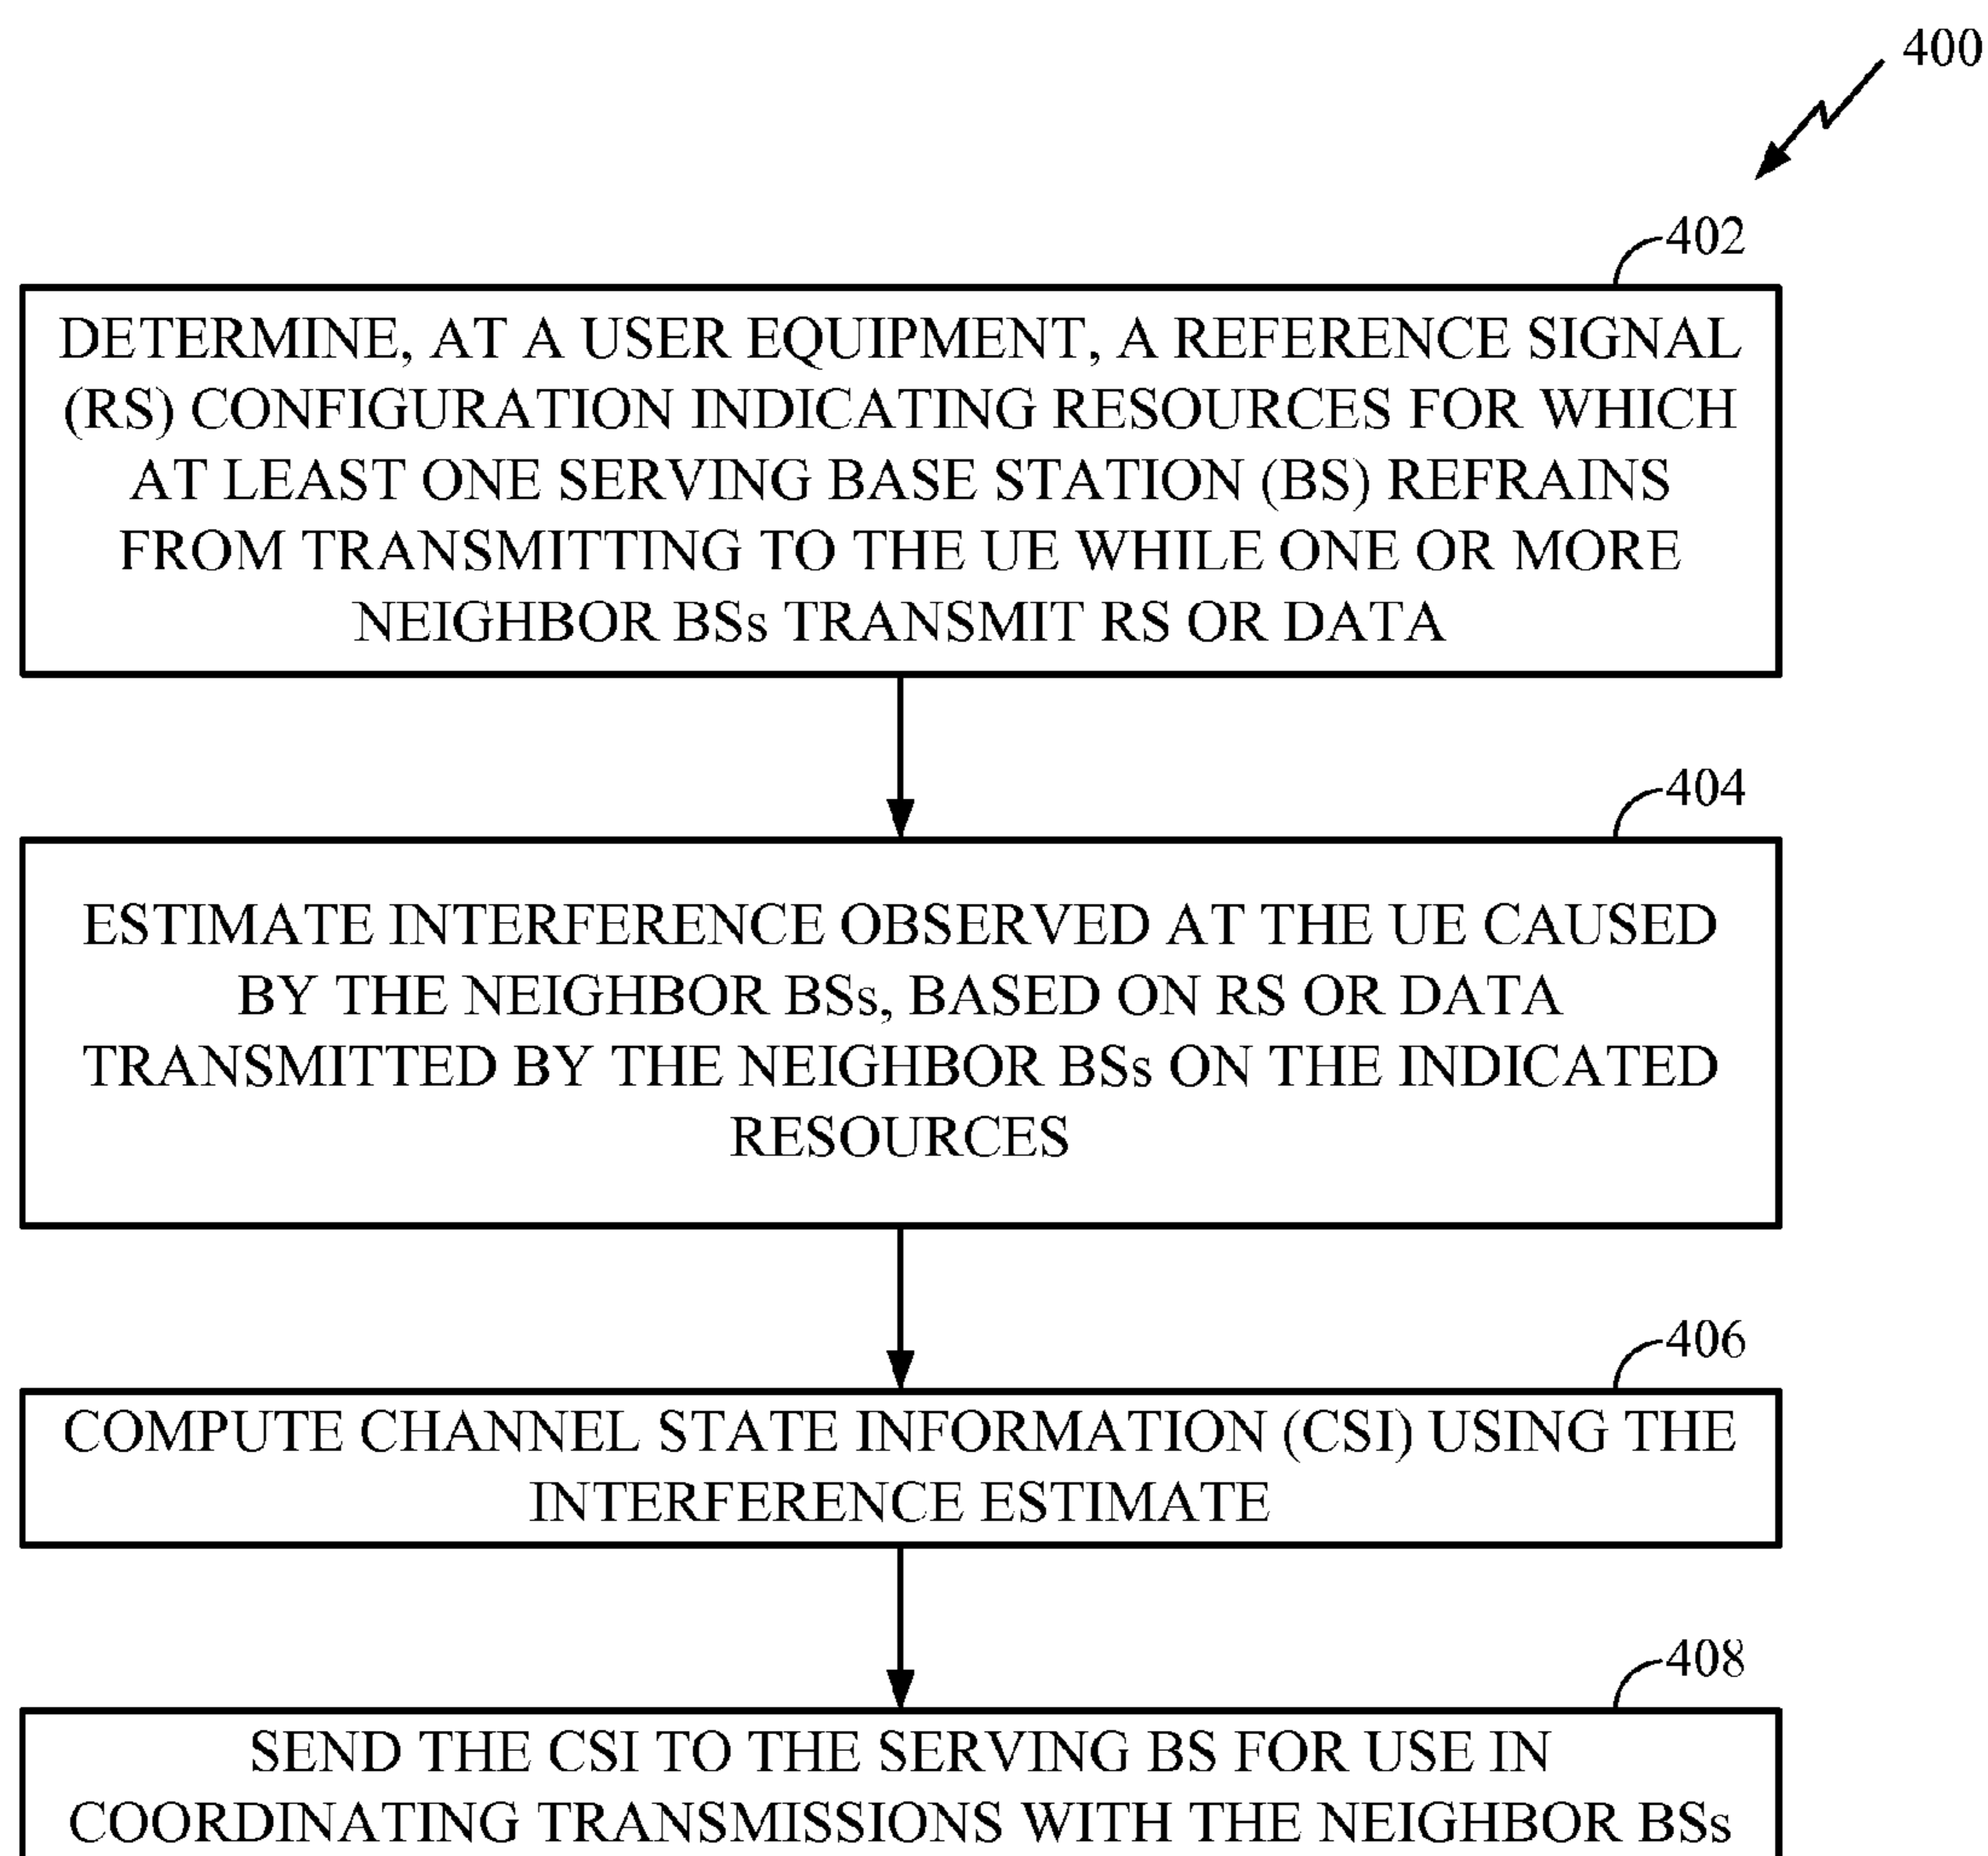 400
402
DETERMINE, AT A USER EQUIPMENT, A REFERENCE SIGNAL
(RS) CONFIGURATION INDICATING RESOURCES FOR WHICH
AT LEAST ONE SERVING BASE STATION (BS) REFRAINS
FROM TRANSMITTING TO THE UE WHILE ONE OR MORE
NEIGHBOR BSs TRANSMIT RS OR DATA
404
ESTIMATE INTERFERENCE OBSERVED AT THE UE CAUSED
BY THE NEIGHBOR BSs, BASED ON RS OR DATA
TRANSMITTED BY THE NEIGHBOR BSs ON THE INDICATED
RESOURCES
406
COMPUTE CHANNEL STATE INFORMATION (CSI) USING THE
INTERFERENCE ESTIMATE
408
SEND THE CSI TO THE SERVING BS FOR USE IN
COORDINATING TRANSMISSIONS WITH THE NEIGHBOR BSs